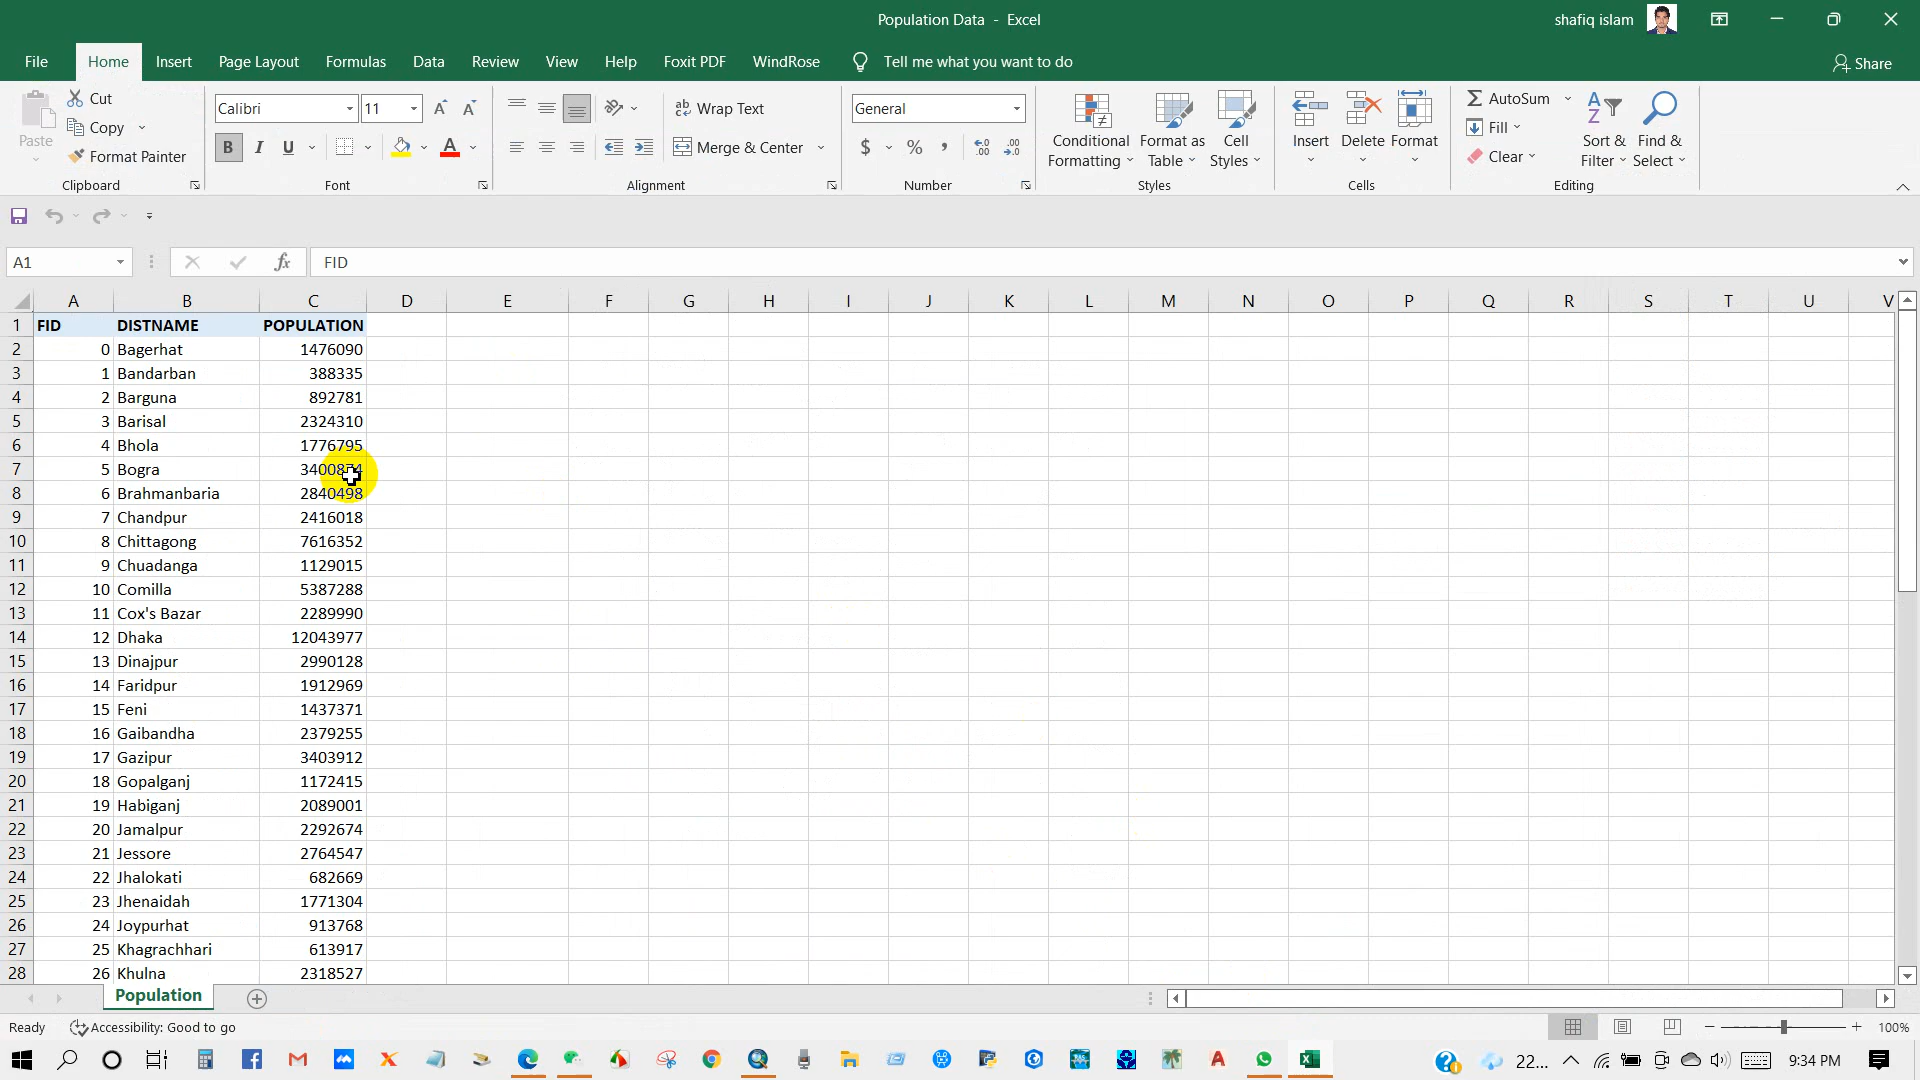 Population Data - Excel
shafiq islam
File Home Insert Page Layout Formulas Data Review View Help Foxit PDF WindRose Tell me what you want to do Share
Paste
Cut
Copy
Format Painter
Clipboard
Calibri 11
B I U A
Font
Wrap Text
Merge & Center
Alignment
General
$ % ,
Number
Conditional Formatting
Format as Table
Cell Styles
Styles
Insert Delete Format
Cells
AutoSum
Fill
Clear
Sort & Filter
Find & Select
Editing
A1 fx FID
A B C D E F G H I J K L M N O P Q R S T U V
1 FID DISTNAME POPULATION
2 0 Bagerhat 1476090
3 1 Bandarban 388335
4 2 Barguna 892781
5 3 Barisal 2324310
6 4 Bhola 1776795
7 5 Bogra 3400874
8 6 Brahmanbaria 2840498
9 7 Chandpur 2416018
10 8 Chittagong 7616352
11 9 Chuadanga 1129015
12 10 Comilla 5387288
13 11 Cox's Bazar 2289990
14 12 Dhaka 12043977
15 13 Dinajpur 2990128
16 14 Faridpur 1912969
17 15 Feni 1437371
18 16 Gaibandha 2379255
19 17 Gazipur 3403912
20 18 Gopalganj 1172415
21 19 Habiganj 2089001
22 20 Jamalpur 2292674
23 21 Jessore 2764547
24 22 Jhalokati 682669
25 23 Jhenaidah 1771304
26 24 Joypurhat 913768
27 25 Khagrachhari 613917
28 26 Khulna 2318527
Population
Ready Accessibility: Good to go 100%
22... 9:34 PM